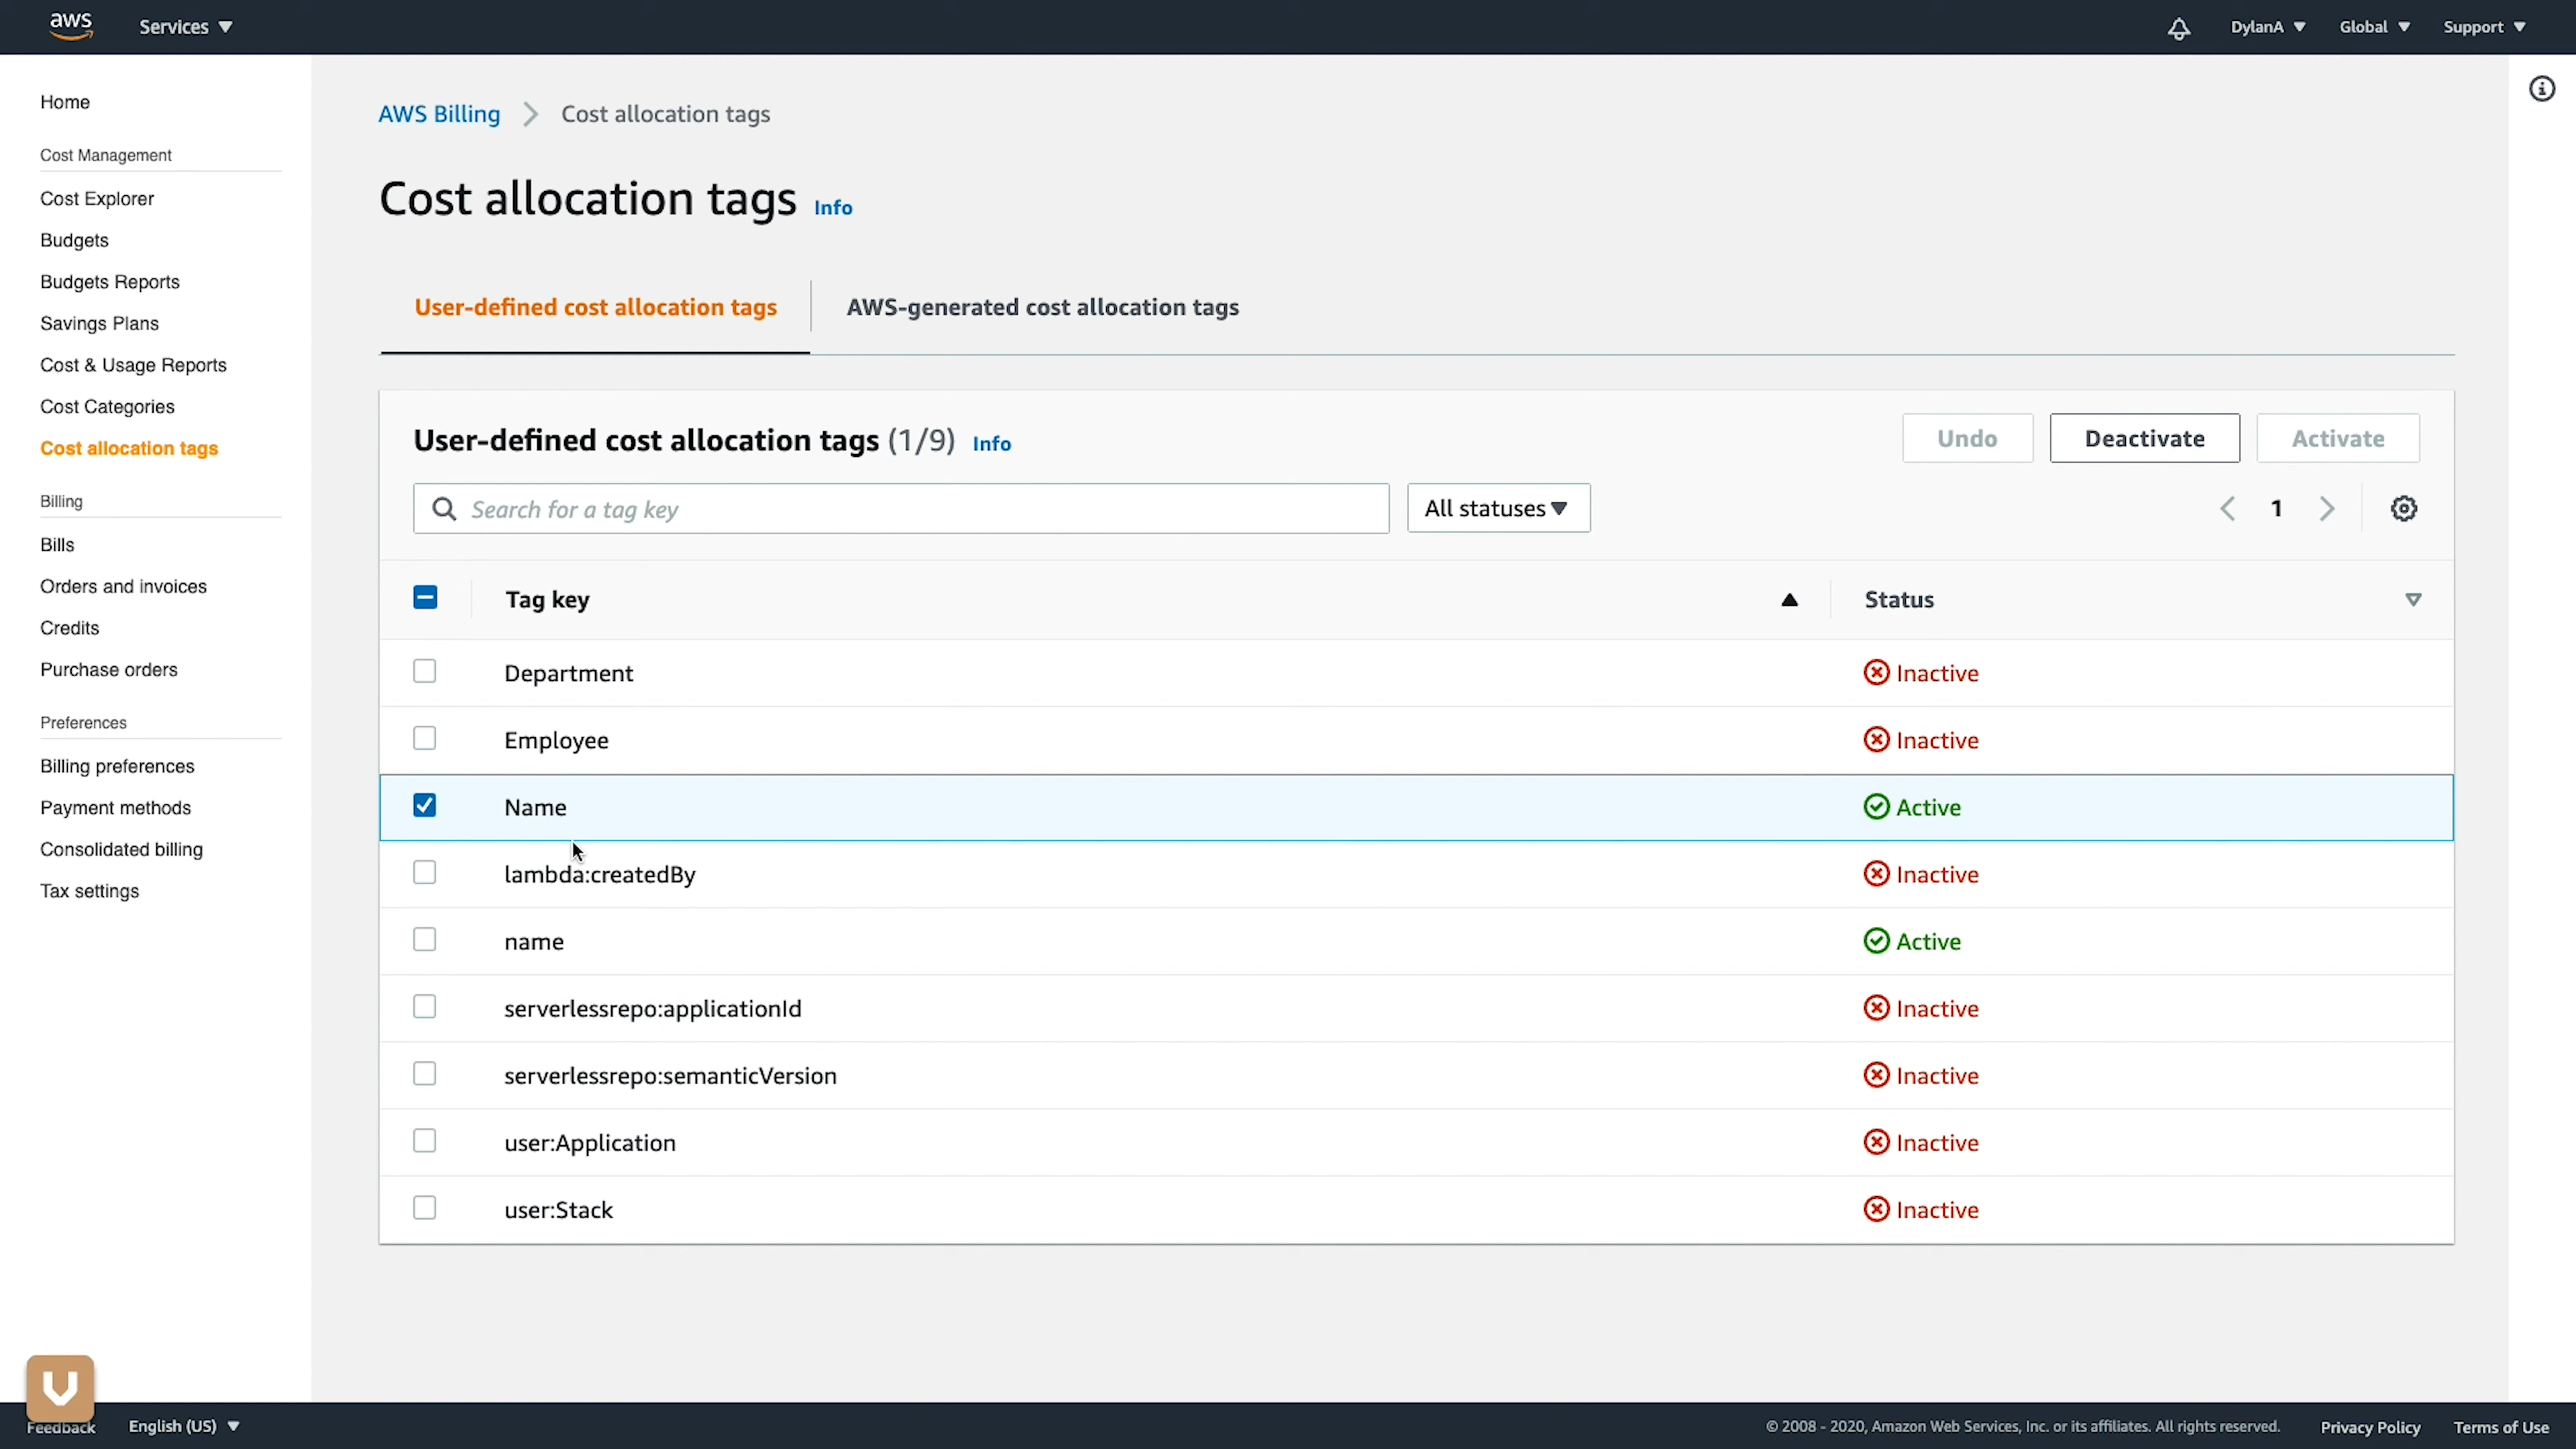 aws Services DylanA Global Support
Home
Cost Management
Cost Explorer
Budgets
Budgets Reports
Savings Plans
Cost & Usage Reports
Cost Categories
Cost allocation tags
Billing
Bills
Orders and invoices
Credits
Purchase orders
Preferences
Billing preferences
Payment methods
Consolidated billing
Tax settings
AWS Billing Cost allocation tags
Cost allocation tags Info
User-defined cost allocation tags AWS-generated cost allocation tags
User-defined cost allocation tags (1/9) Info Undo Deactivate Activate
Search for a tag key All statuses 1
Tag key Status
Department Inactive
Employee Inactive
Name Active
lambda:createdBy Inactive
name Active
serverlessrepo:applicationId Inactive
serverlessrepo:semanticVersion Inactive
user:Application Inactive
user:Stack Inactive
Feedback English (US) © 2008 - 2020, Amazon Web Services, Inc. or its affiliates. All rights reserved. Privacy Policy Terms of Use